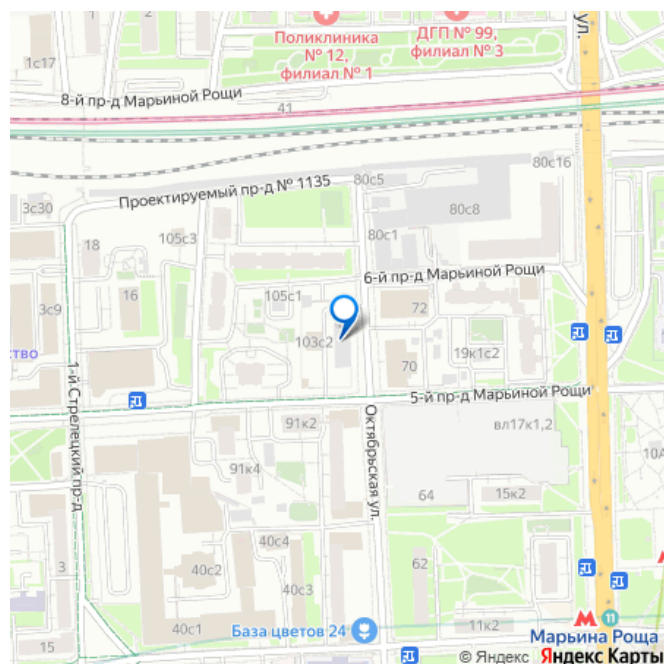 Поликлиника
№ 12,
филиал № 1
ДГП № 99,
филиал № 3
ул.
1с17
8-й пр-д Марьиной Рощи
41
80с16
80с5
Проектируемый пр-д № 1135
3с30
80с8
105с3
80с1
18
6-й пр-д Марьиной Рощи
16
105с1
3с9
72
103с2
тво
19к1с2
70
1-й Стрелецкий пр-д
5-й пр-д Марьиной Рощи
91к2
Октябрьская ул.
вл17к1,2
10А
91к4
64
15к2
40с4
62
3
40с2
40с3
11к2
База цветов 24
40с1
11
Марьина Роща
15
© Яндекс Яндекс Карты